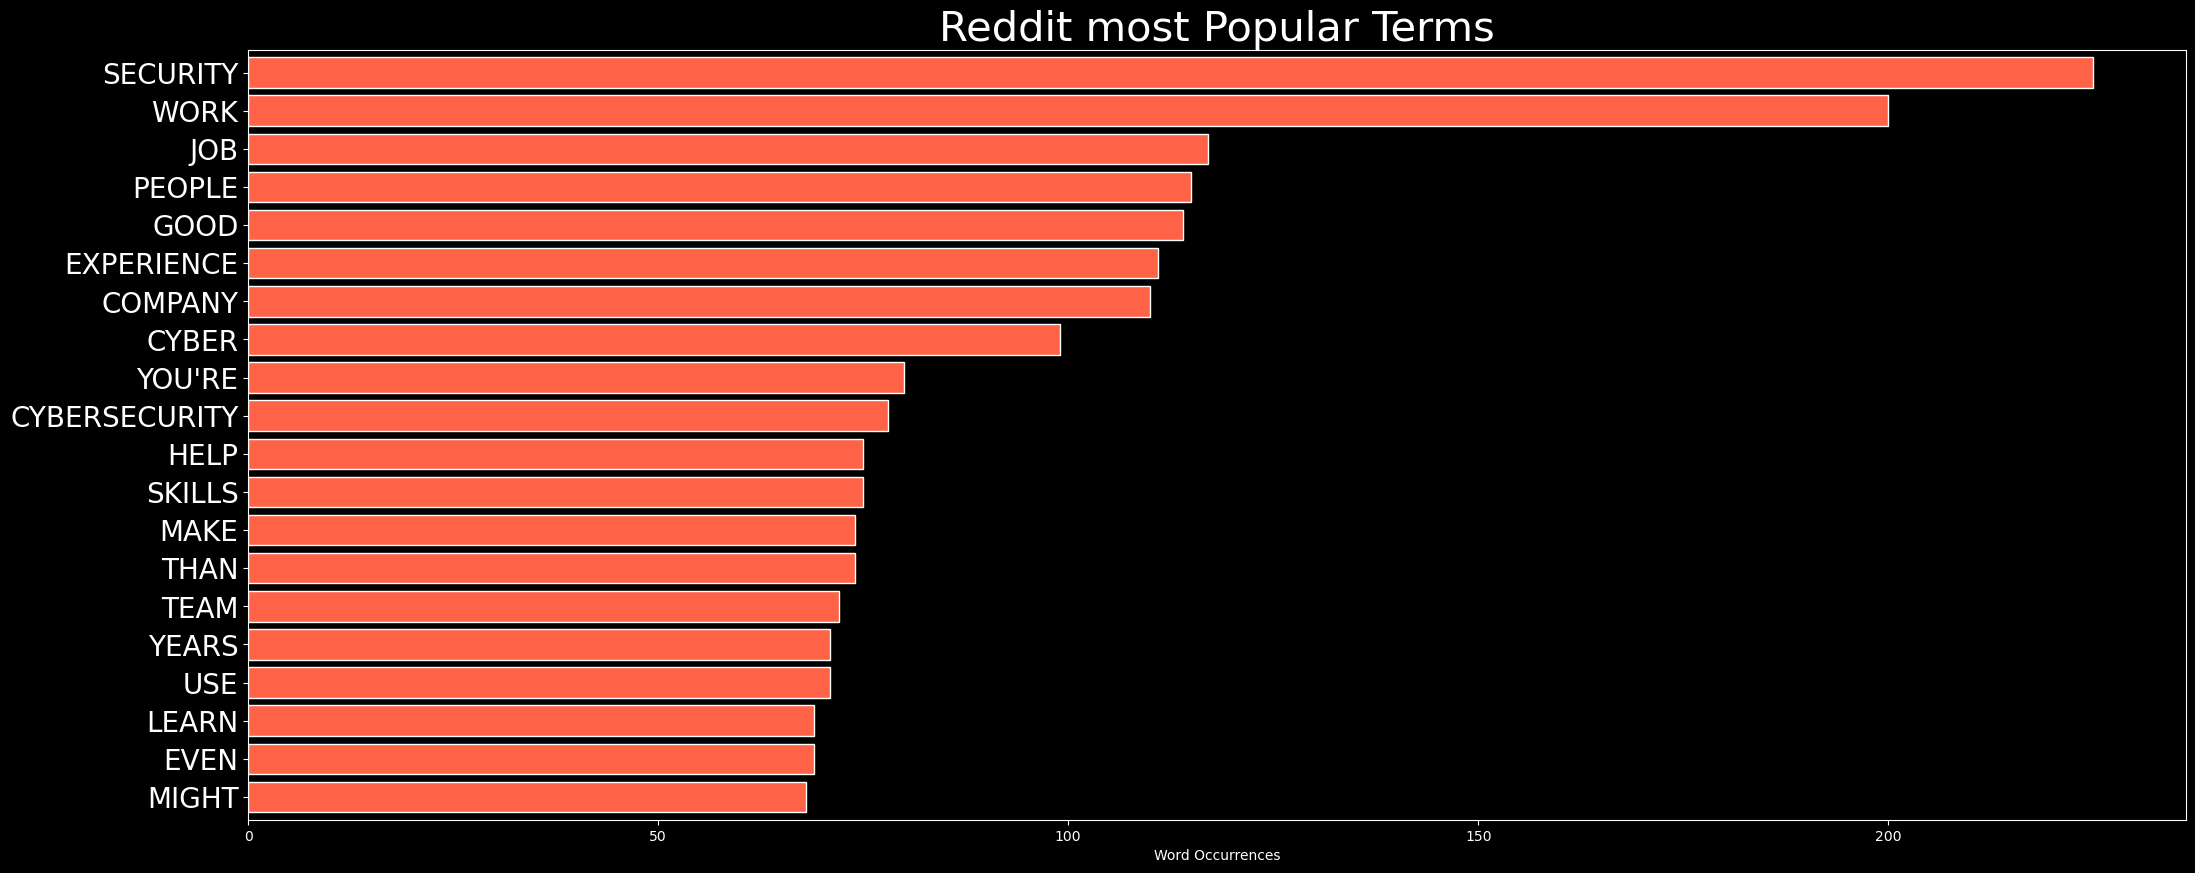 Reddit most Popular Terms
SECURITY
WORK
JOB
PEOPLE
GOOD
EXPERIENCE
COMPANY
CYBER
YOU'RE
CYBERSECURITY
HELP
SKILLS
MAKE
THAN
TEAM
YEARS
USE
LEARN
EVEN
MIGHT
0 50 100 150 200
Word Occurrences